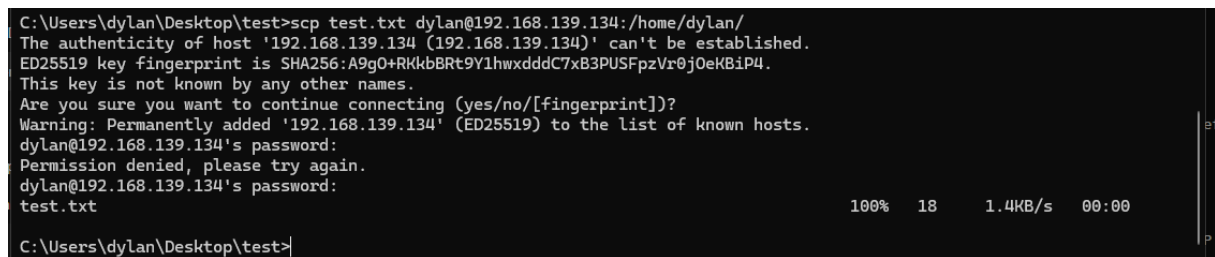 C:\Users\dylan\Desktop\test>scp test.txt dylan@192.168.139.134:/home/dylan/
The authenticity of host '192.168.139.134 (192.168.139.134)' can't be established.
ED25519 key fingerprint is SHA256:A9gO+RKkbBRt9Y1hwxdddC7xB3PUSFpzVr0jOeKBiP4.
This key is not known by any other names.
Are you sure you want to continue connecting (yes/no/[fingerprint])?
Warning: Permanently added '192.168.139.134' (ED25519) to the list of known hosts.
dylan@192.168.139.134's password:
Permission denied, please try again.
dylan@192.168.139.134's password:
test.txt 100% 18 1.4KB/s 00:00
C:\Users\dylan\Desktop\test>